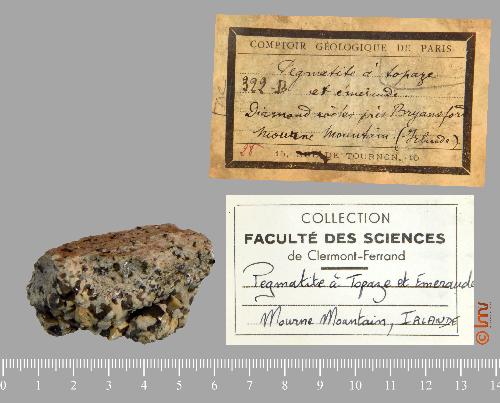 COMPTOIR GÉOLOGIQUE DE PARIS
Pegmatite à topaze
322 et emeraude
Diamond rocks près Bryansford
Mourne Mountain (Irlande)
15, RUE DE TOURNON,
COLLECTION
FACULTÉ DES SCIENCES
de Clermont-Ferrand
Pegmatite à Topaze et Emeraude
Mourne Mountain, IRLANDE
© lmv
0 1 2 3 4 5 6 7 8 9 10 11 12 13 14